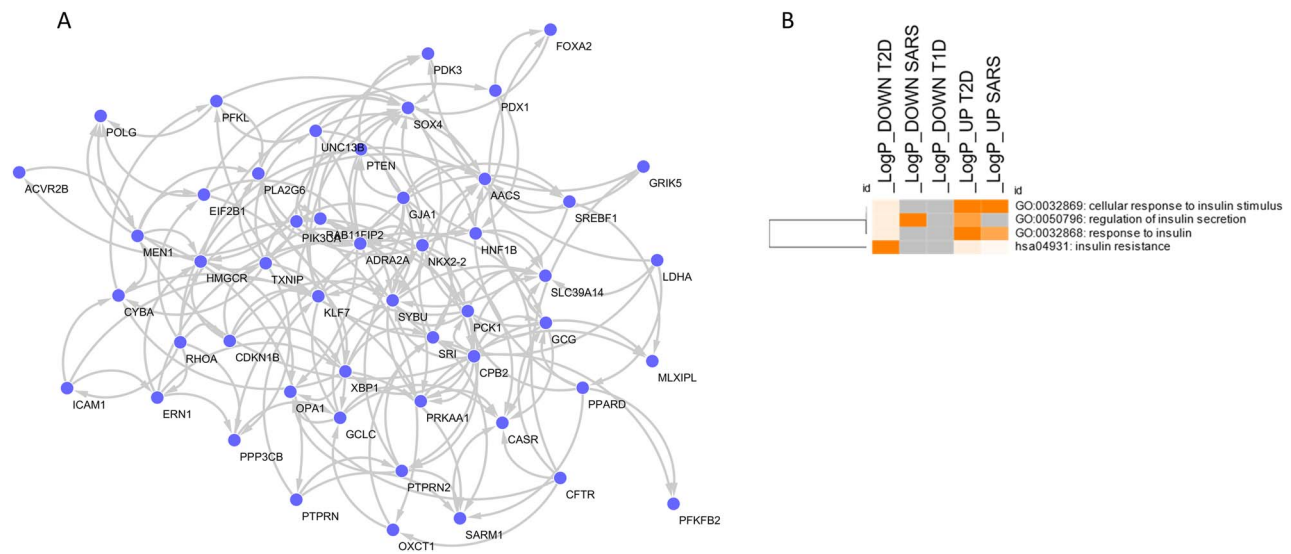 A
FOXA2
PDK3
PDX1
PFKL
SOX4
POLG
UNC13B
PTEN
ACVR2B
PLA2G6
AACS
GRIK5
EIF2B1
GJA1
SREBF1
PIK3CA
RAB11FIP2
MEN1
HNF1B
ADRA2A
NKX2-2
HMGCR
TXNIP
LDHA
SLC39A14
CYBA
KLF7
SYBU
PCK1
GCG
RHOA
CDKN1B
SRI
CPB2
MLXIPL
XBP1
ICAM1
ERN1
OPA1
PRKAA1
PPARD
GCLC
CASR
PPP3CB
PTPRN2
CFTR
PTPRN
SARM1
PFKFB2
OXCT1
B
_LogP_DOWN T2D
_LogP_DOWN SARS
_LogP_DOWN T1D
_LogP_UP T2D
_LogP_UP SARS
id
id
GO:0032869: cellular response to insulin stimulus
GO:0050796: regulation of insulin secretion
GO:0032868: response to insulin
hsa04931: insulin resistance